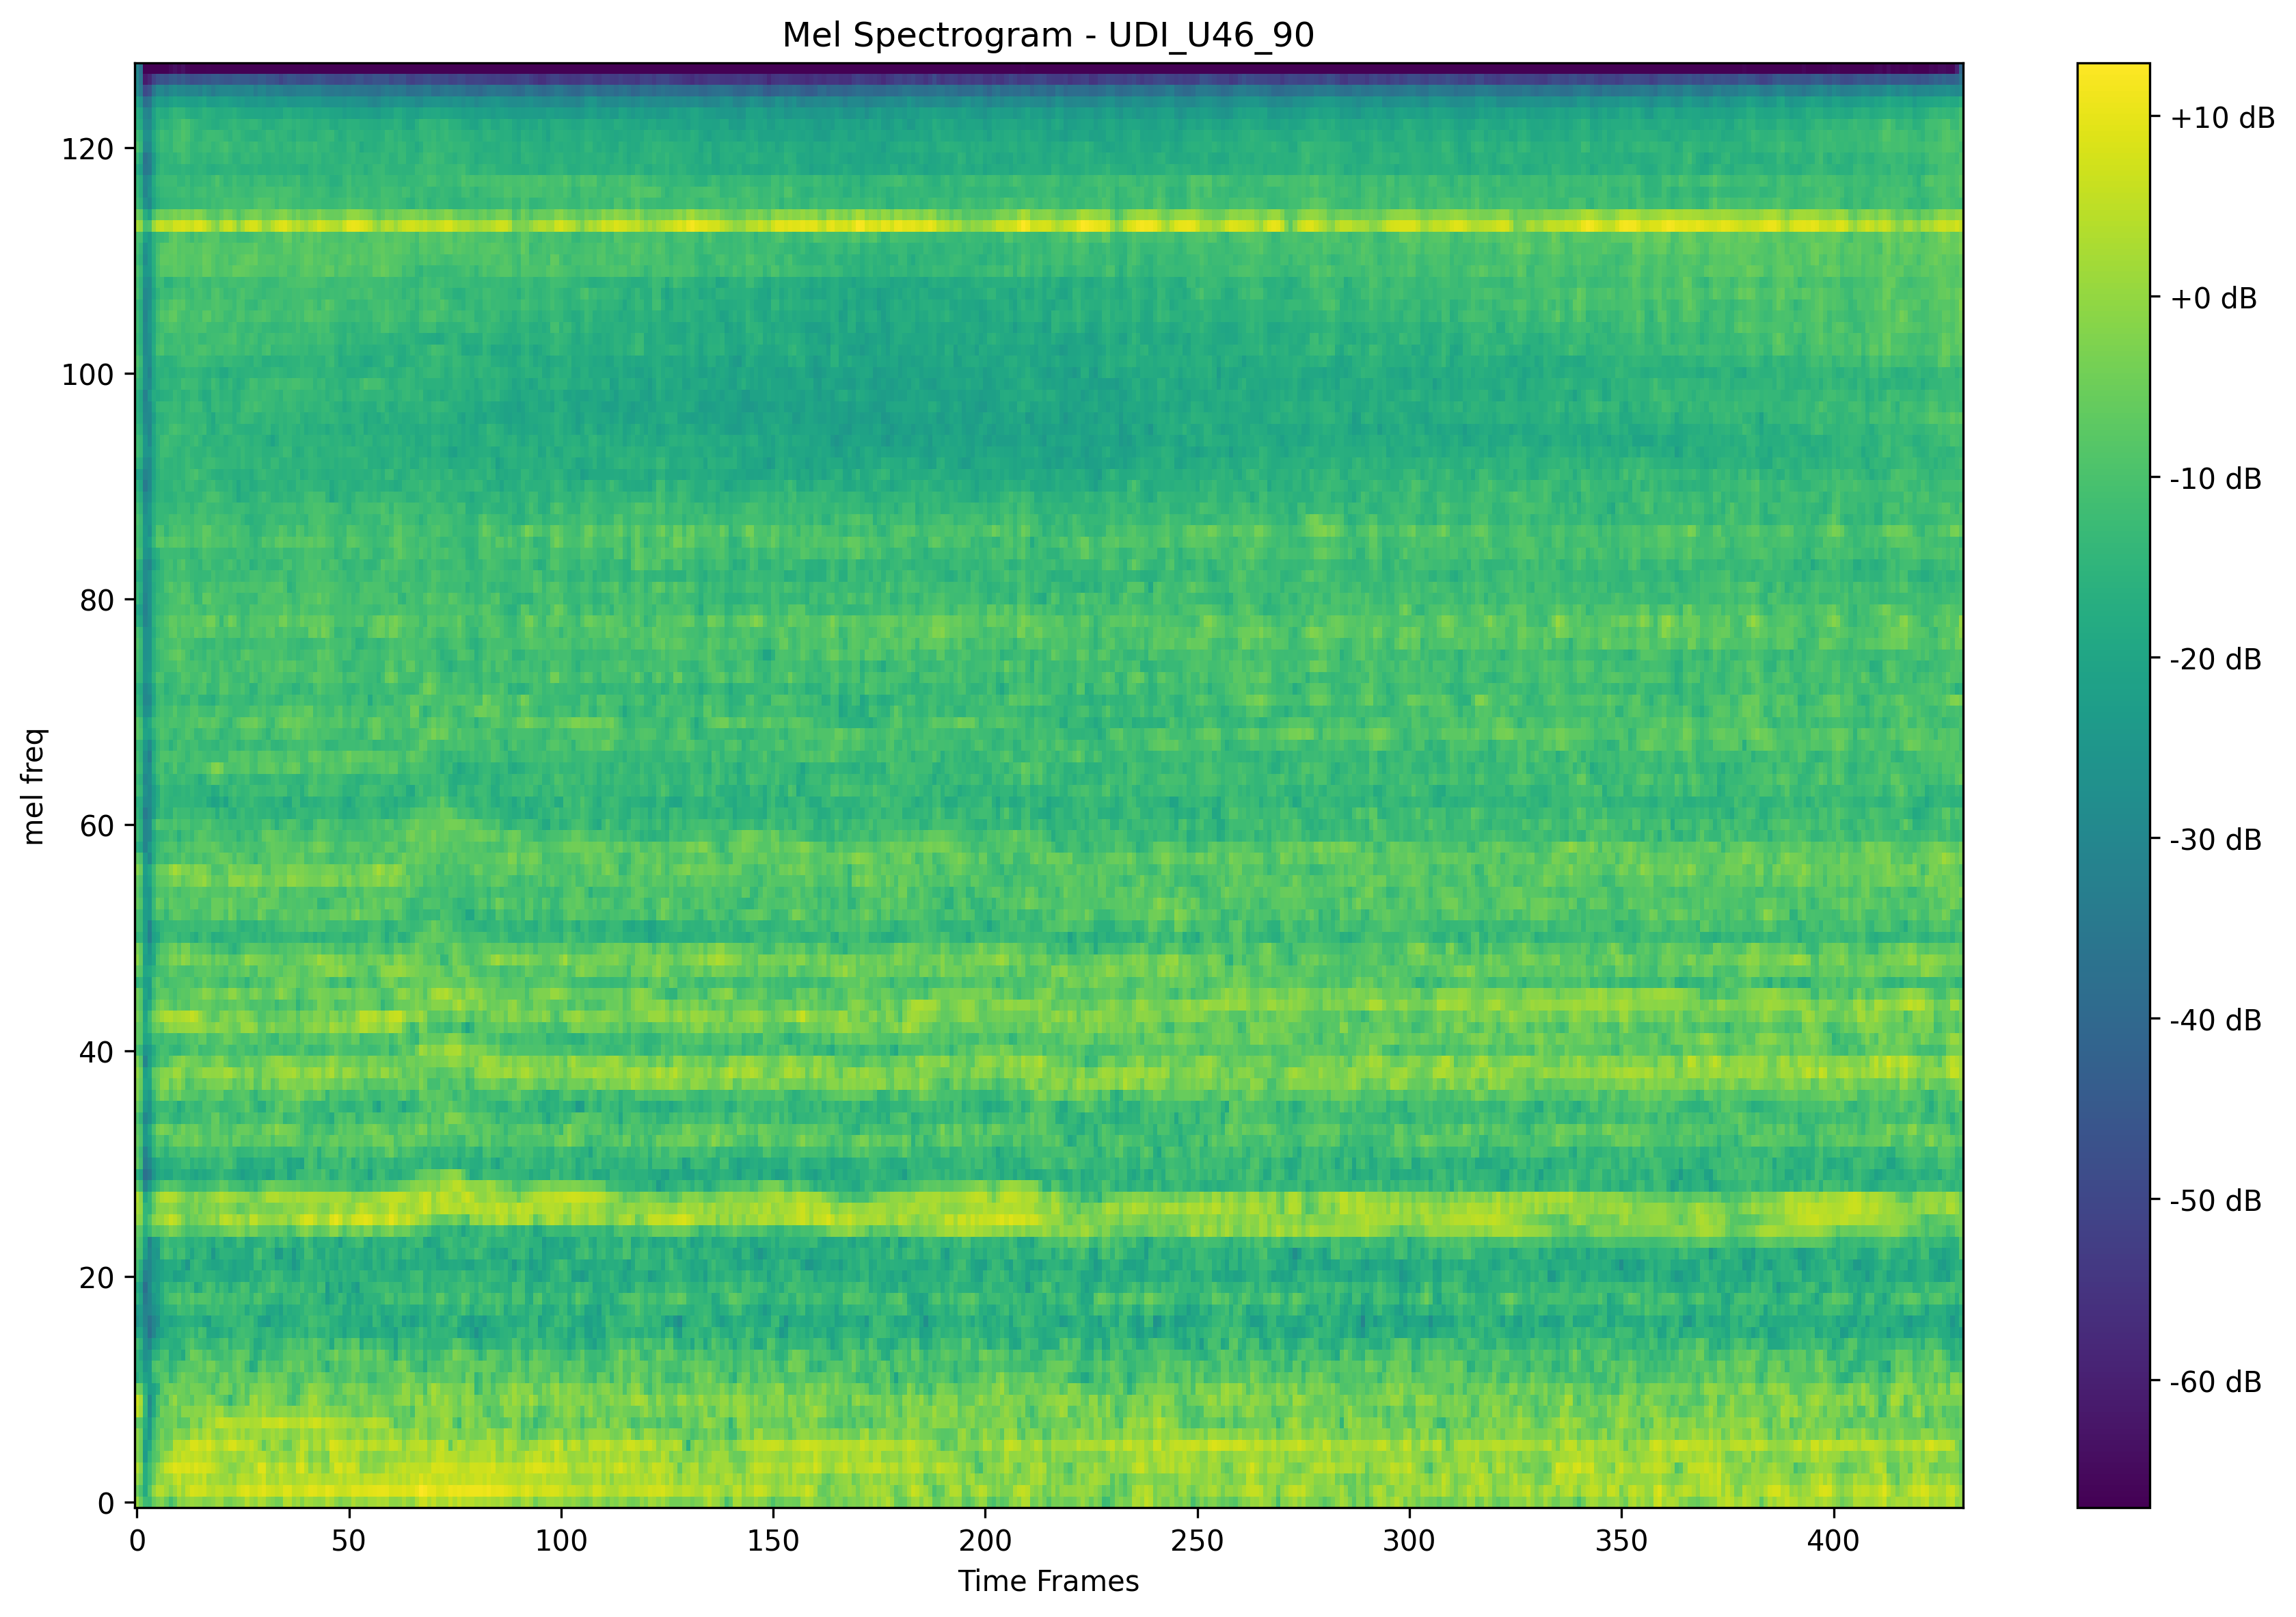 Mel Spectrogram - UDI_U46_90
mel freq
120
100
80
60
40
20
0
0 50 100 150 200 250 300 350 400
Time Frames
+10 dB
+0 dB
-10 dB
-20 dB
-30 dB
-40 dB
-50 dB
-60 dB